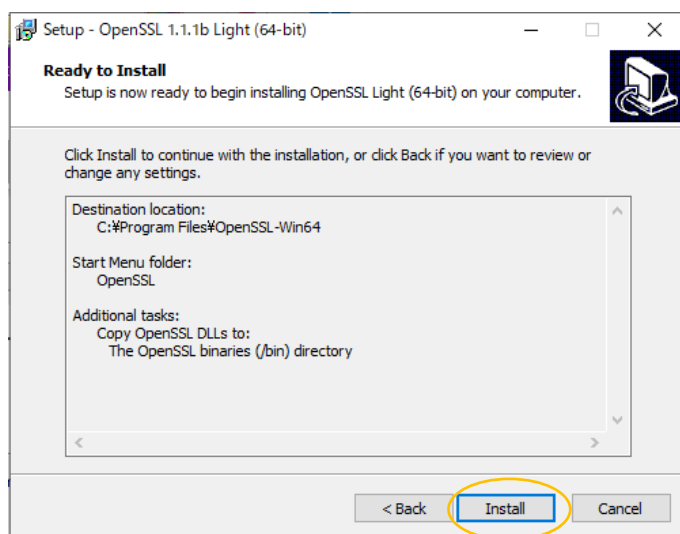 Setup - OpenSSL 1.1.1b Light (64-bit)
Ready to Install
Setup is now ready to begin installing OpenSSL Light (64-bit) on your computer.
Click Install to continue with the installation, or click Back if you want to review or
change any settings.
Destination location:
C:¥Program Files¥OpenSSL-Win64
Start Menu folder:
OpenSSL
Additional tasks:
Copy OpenSSL DLLs to:
The OpenSSL binaries (/bin) directory
< Back
Install
Cancel